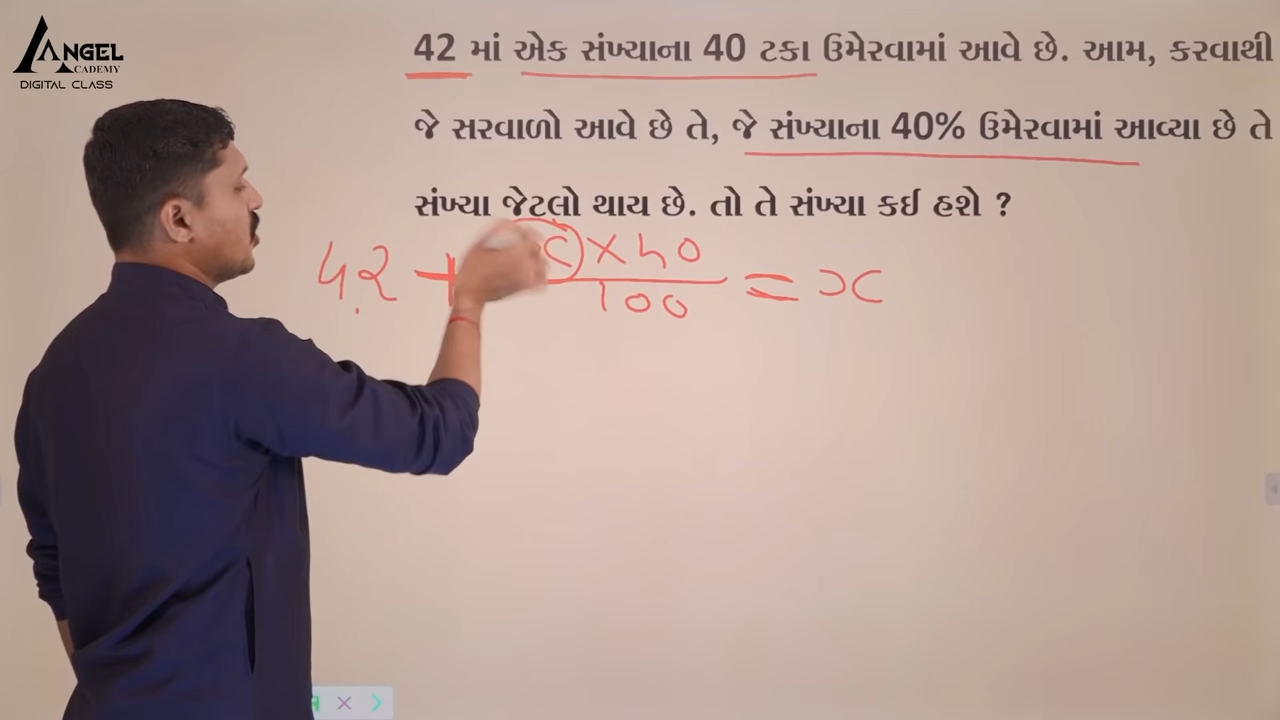 ANGEL
ACADEMY
DIGITAL CLASS
42 માં એક સંખ્યાના 40 ટકા ઉમેરવામાં આવે છે. આમ, કરવાથી
જે સરવાળો આવે છે તે, જે સંખ્યાના 40% ઉમેરવામાં આવ્યા છે તે
સંખ્યા જેટલો થાય છે. તો તે સંખ્યા કઈ હશે ?
42 + x × 40
100 = x